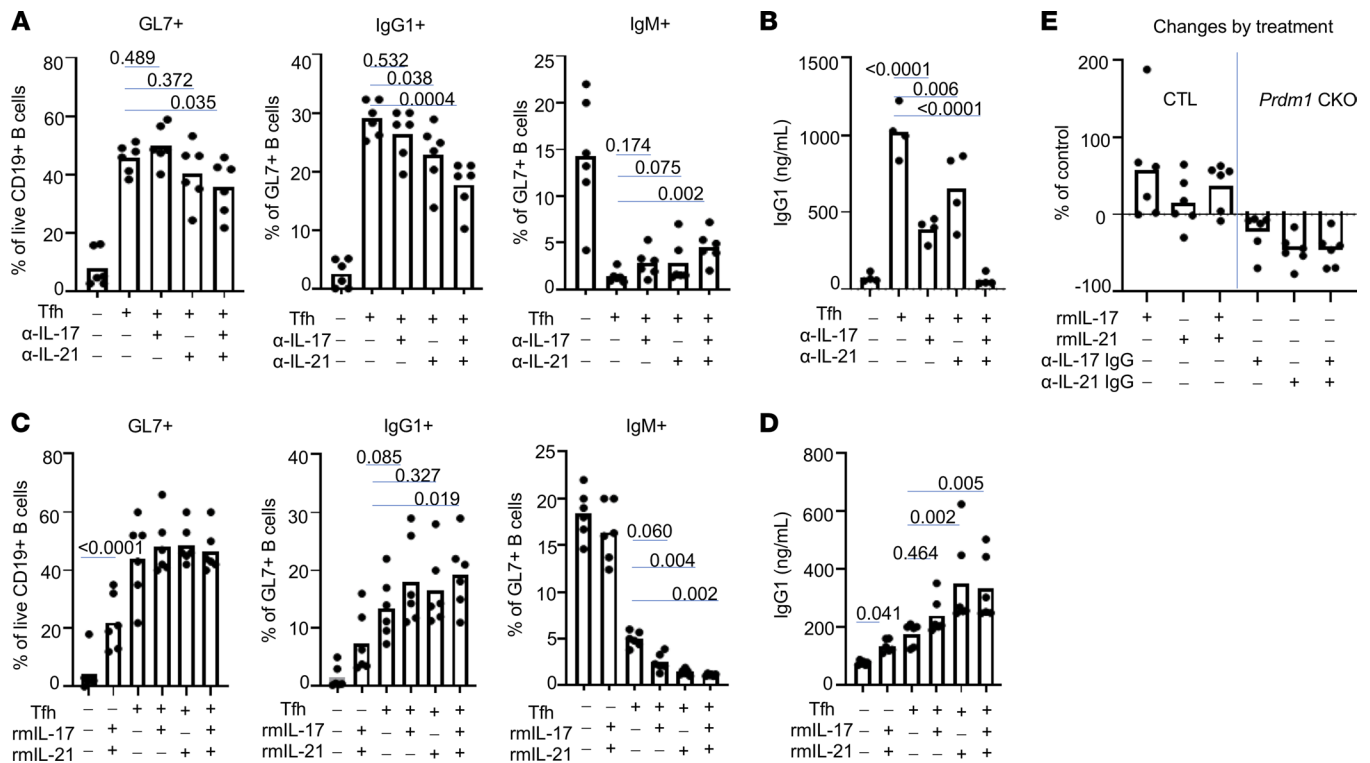 A
GL7+
% of live CD19+ B cells
80
60
40
20
0
0.489
0.372
0.035
Tfh – + + + +
α-IL-17 – – + – +
α-IL-21 – – – + +
IgG1+
% of GL7+ B cells
40
30
20
10
0
0.532
0.038
0.0004
– + + + +
α-IL-17 – – + – +
α-IL-21 – – – + +
IgM+
% of GL7+ B cells
25
20
15
10
5
0
0.174
0.075
0.002
Tfh – + + + +
α-IL-17 – – + – +
α-IL-21 – – – + +
B
IgG1 (ng/mL)
1500
1000
500
0
<0.0001
0.006
<0.0001
Tfh – + + + +
α-IL-17 – – + – +
α-IL-21 – – – + +
E
Changes by treatment
% of control
200
100
0
-100
CTL
Prdm1 CKO
rmIL-17 + – + – – –
rmIL-21 – + + – – –
α-IL-17 IgG – – – + – +
α-IL-21 IgG – – – – + +
C
GL7+
% of live CD19+ B cells
80
60
40
20
0
<0.0001
Tfh – – + + + +
rmIL-17 – + – + – +
rmIL-21 – + – – + +
IgG1+
% of GL7+ B cells
40
30
20
10
0
0.085
0.327
0.019
Tfh – – + + + +
rmIL-17 – + – + – +
rmIL-21 – + – – + +
IgM+
% of GL7+ B cells
25
20
15
10
5
0
0.060
0.004
0.002
Tfh – – + + + +
rmIL-17 – + – + – +
rmIL-21 – + – – + +
D
IgG1 (ng/mL)
800
600
400
200
0
0.041
0.464
0.002
0.005
Tfh – – + + + +
rmIL-17 – + – + – +
rmIL-21 – + – – + +